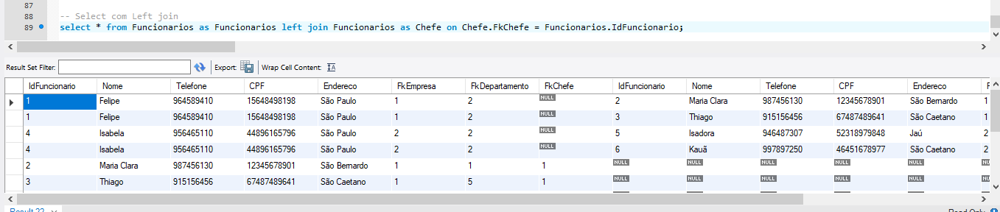 87
88 -- Select com Left join
89 select * from Funcionarios as Funcionarios left join Funcionarios as Chefe on Chefe.FkChefe = Funcionarios.IdFuncionario;
Result Set Filter: Export: Wrap Cell Content:
IdFuncionario Nome Telefone CPF Endereco FkEmpresa FkDepartamento FkChefe IdFuncionario Nome Telefone CPF Endereco
1 Felipe 964589410 15648498198 São Paulo 1 2 NULL 2 Maria Clara 987456130 12345678901 São Bernardo 1
1 Felipe 964589410 15648498198 São Paulo 1 2 NULL 3 Thiago 915156456 67487489641 São Caetano 1
4 Isabela 956465110 44896165796 São Paulo 2 2 NULL 5 Isadora 946487307 52318979848 Jaú 2
4 Isabela 956465110 44896165796 São Paulo 2 2 NULL 6 Kauã 997897250 46451678977 São Caetano 2
2 Maria Clara 987456130 12345678901 São Bernardo 1 1 1 NULL NULL NULL NULL NULL NULL
3 Thiago 915156456 67487489641 São Caetano 1 5 1 NULL NULL NULL NULL NULL NULL
Result 22 Read Only